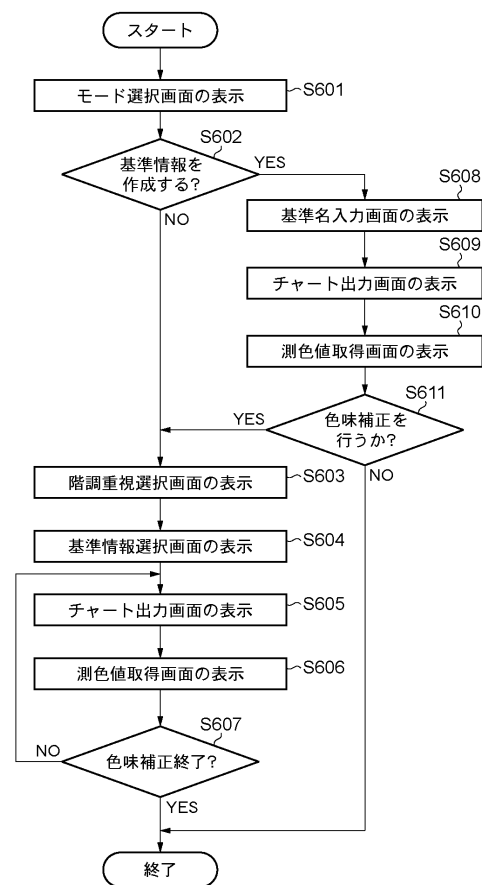 スタート
モード選択画面の表示
S601
S602
基準情報を
作成する?
YES
NO
S608
基準名入力画面の表示
S609
チャート出力画面の表示
S610
測色値取得画面の表示
S611
色味補正を
行うか?
YES
NO
階調重視選択画面の表示
S603
基準情報選択画面の表示
S604
チャート出力画面の表示
S605
測色値取得画面の表示
S606
S607
色味補正終了?
NO
YES
終了